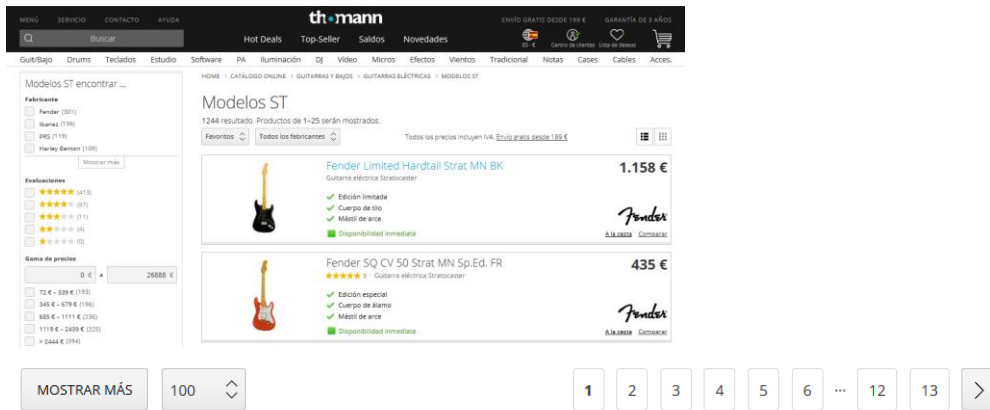 MENÚ SERVICIO CONTACTO AYUDA
th•mann
ENVÍO GRATIS DESDE 199 € GARANTÍA DE 3 AÑOS
Buscar
Hot Deals Top-Seller Saldos Novedades
ES · € Centro de clientes Lista de deseos
Guit/Bajo Drums Teclados Estudio Software PA Iluminación DJ Vídeo Micros Efectos Vientos Tradicional Notas Cases Cables Acces.
HOME > CATÁLOGO ONLINE > GUITARRAS Y BAJOS > GUITARRAS ELÉCTRICAS > MODELOS ST
Modelos ST encontrar ...
Fabricante
Fender (301)
Ibanez (136)
PRS (119)
Harley Benton (109)
Mostrar más
Evaluaciones
(413)
(97)
(11)
(4)
(0)
Gama de precios
0 € a 26888 €
72 € – 339 € (193)
345 € – 679 € (196)
685 € – 1111 € (236)
1119 € – 2439 € (225)
> 2444 € (394)
Modelos ST
1244 resultado. Productos de 1–25 serán mostrados.
Favoritos Todos los fabricantes Todos los precios incluyen IVA. Envío gratis desde 199 €
Fender Limited Hardtail Strat MN BK
1.158 €
Guitarra eléctrica Stratocaster
Edición limitada
Cuerpo de tilo
Mástil de arce
Disponibilidad inmediata
Fender
A la cesta Comparar
Fender SQ CV 50 Strat MN Sp.Ed. FR
435 €
8 Guitarra eléctrica Stratocaster
Edición especial
Cuerpo de álamo
Mástil de arce
Disponibilidad inmediata
Fender
A la cesta Comparar
MOSTRAR MÁS 100 1 2 3 4 5 6 ... 12 13 >